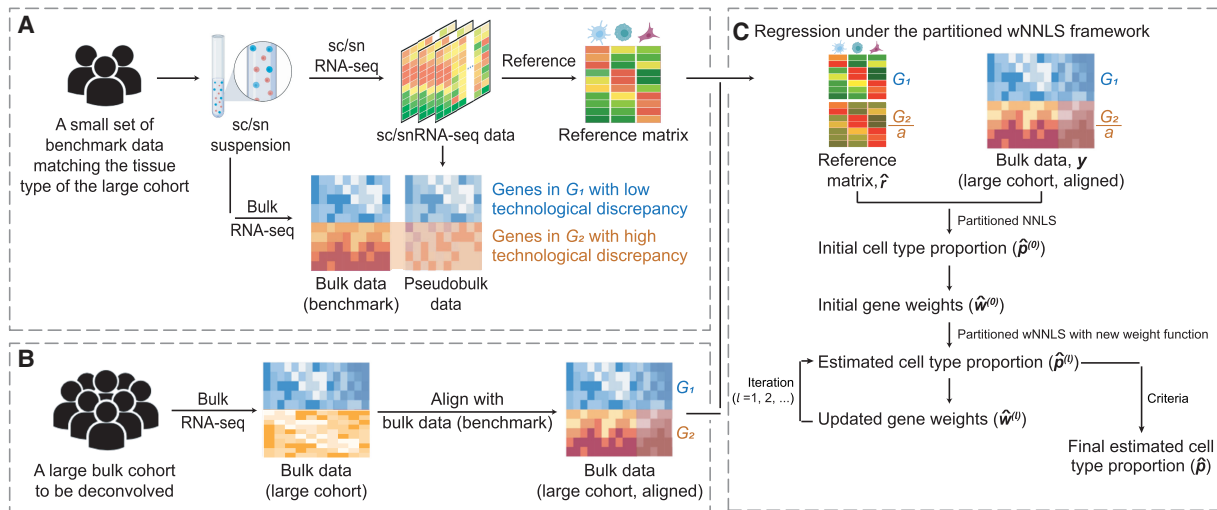 A
A small set of
benchmark data
matching the tissue
type of the large cohort
sc/sn
suspension
sc/sn
RNA-seq
sc/snRNA-seq data
Reference
Reference matrix
Bulk
RNA-seq
Bulk data
(benchmark)
Pseudobulk
data
Genes in G₁ with low
technological discrepancy
Genes in G₂ with high
technological discrepancy
B
A large bulk cohort
to be deconvolved
Bulk
RNA-seq
Bulk data
(large cohort)
Align with
bulk data (benchmark)
G₁
G₂
Bulk data
(large cohort, aligned)
C
Regression under the partitioned wNNLS framework
G₁
G₂
a
Reference
matrix, r̂
G₁
G₂
a
Bulk data, y
(large cohort, aligned)
Partitioned NNLS
Initial cell type proportion (p̂⁽⁰⁾)
Initial gene weights (ŵ⁽⁰⁾)
Partitioned wNNLS with new weight function
Estimated cell type proportion (p̂⁽ˡ⁾)
Iteration
(l =1, 2, ...)
Updated gene weights (ŵ⁽ˡ⁾)
Criteria
Final estimated cell
type proportion (p̂)